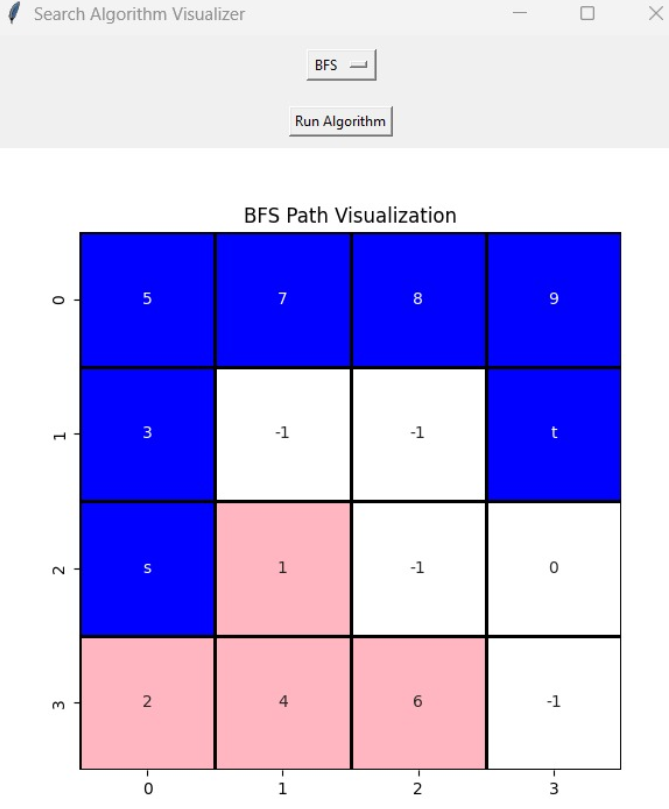 Search Algorithm Visualizer
BFS
Run Algorithm
BFS Path Visualization
0 5 7 8 9
1 3 -1 -1 t
2 s 1 -1 0
3 2 4 6 -1
0 1 2 3